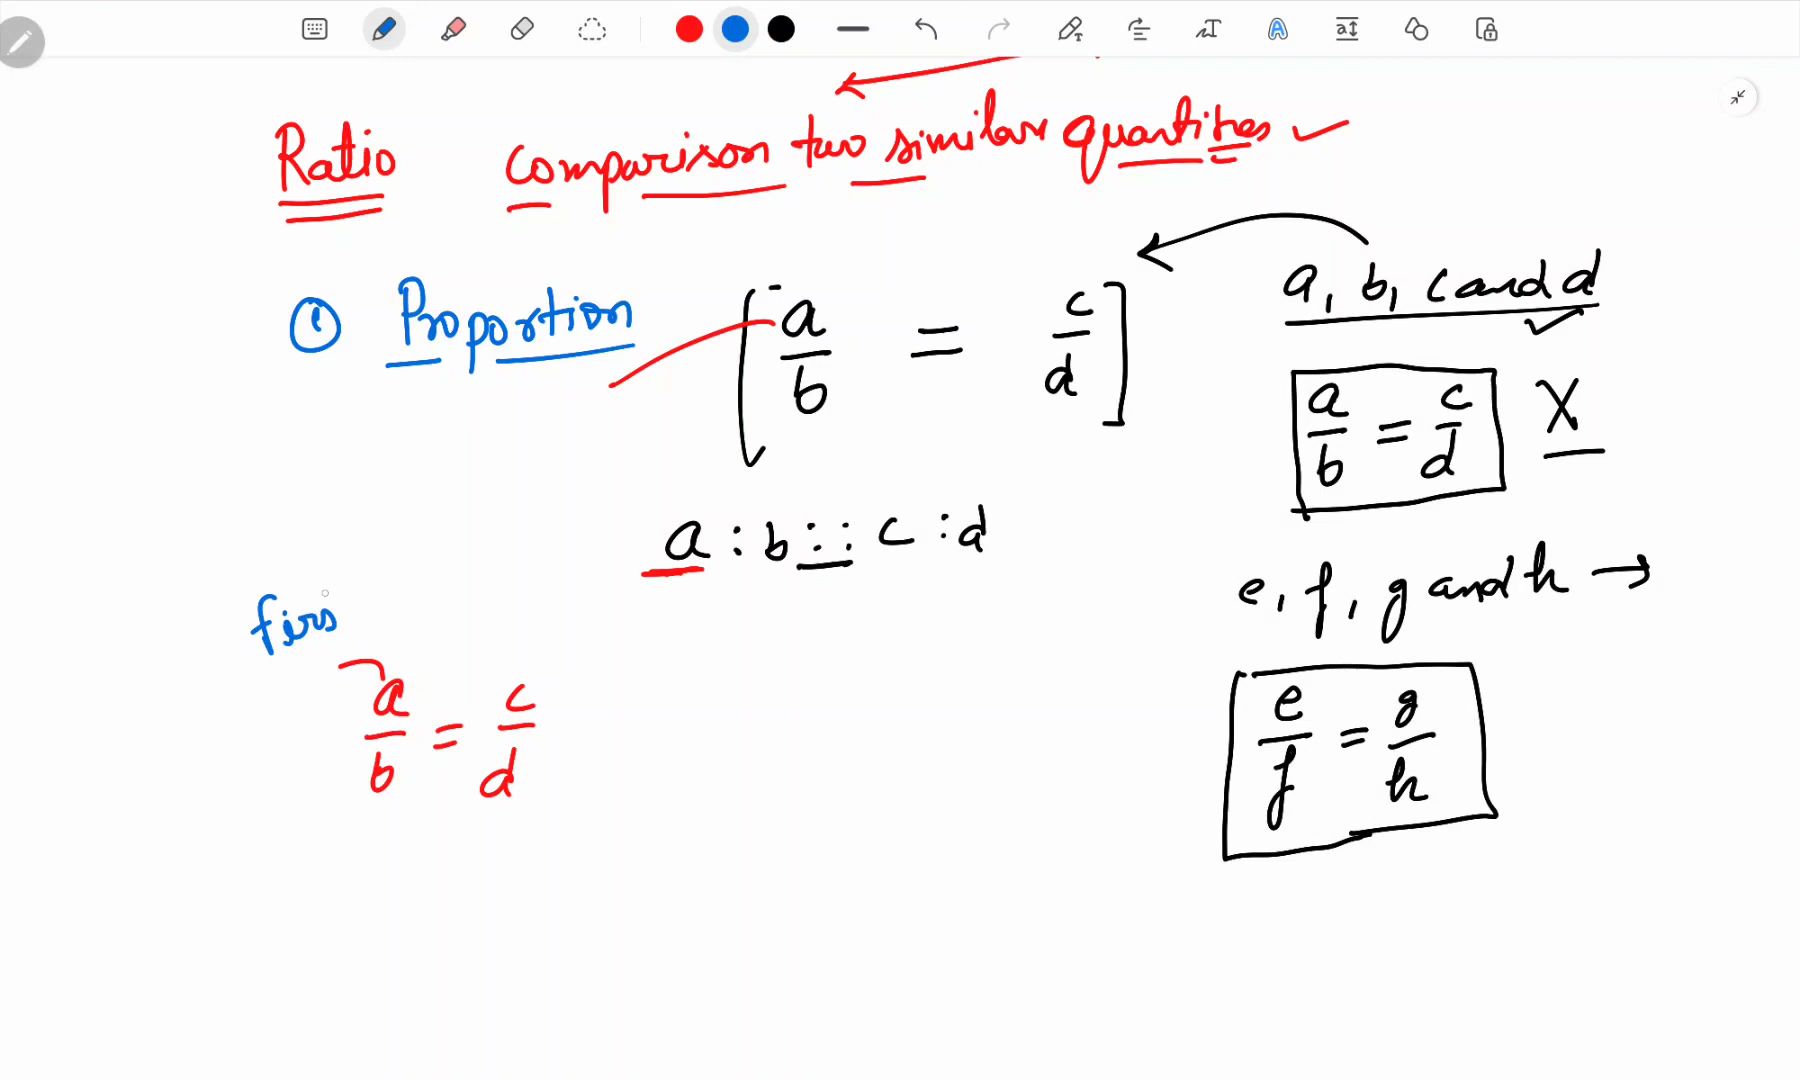 Ratio comparison two similar quantities ✓
① Proportion [a/b = c/d] a, b, c and d
a/b = c/d X
a : b :: c : d
e, f, g and h →
firs
a/b = c/d
e/f = g/h